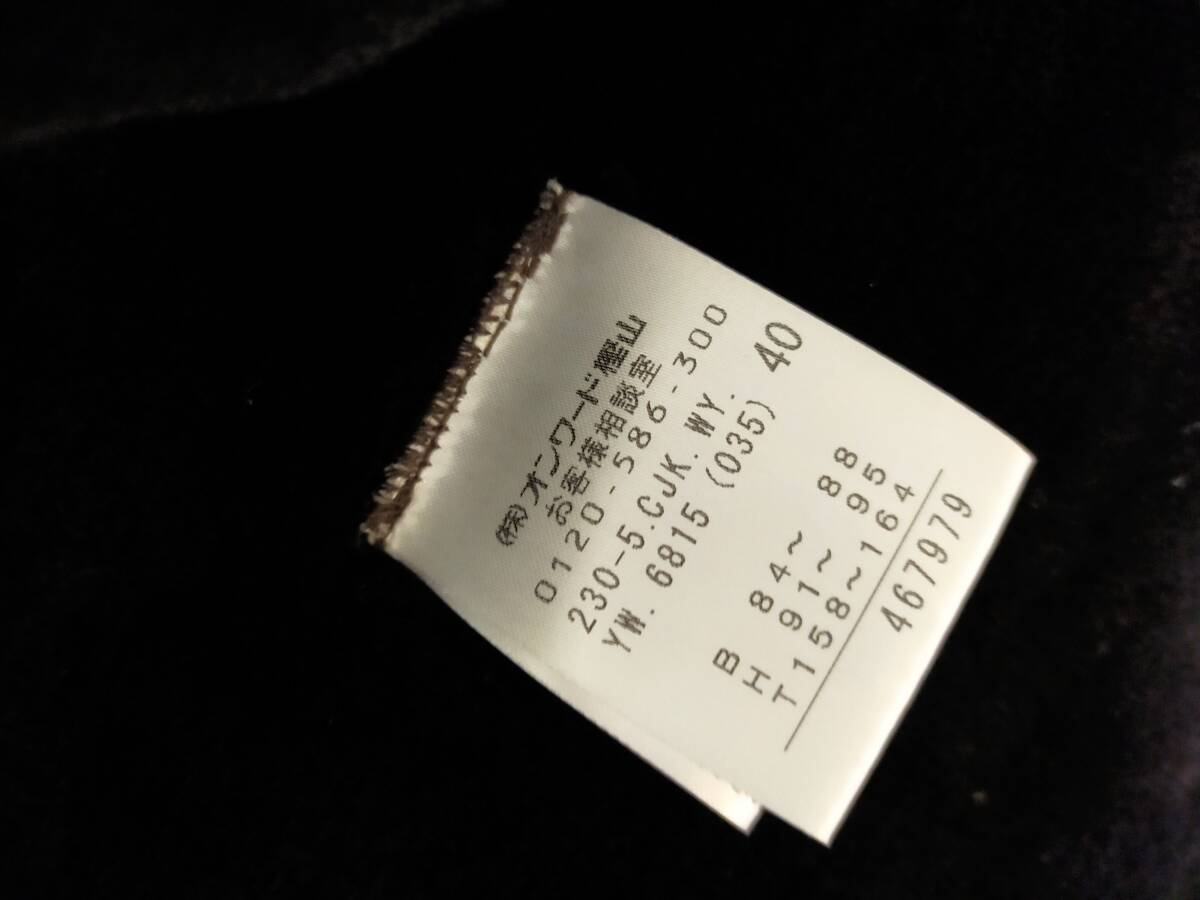 ㈱オンワード樫山
お客様相談室
0120-586-300
230-5.CJK.WY.
YW. 6815 (035) 40
B 84~ 88
H 91~ 95
T158~164
467979